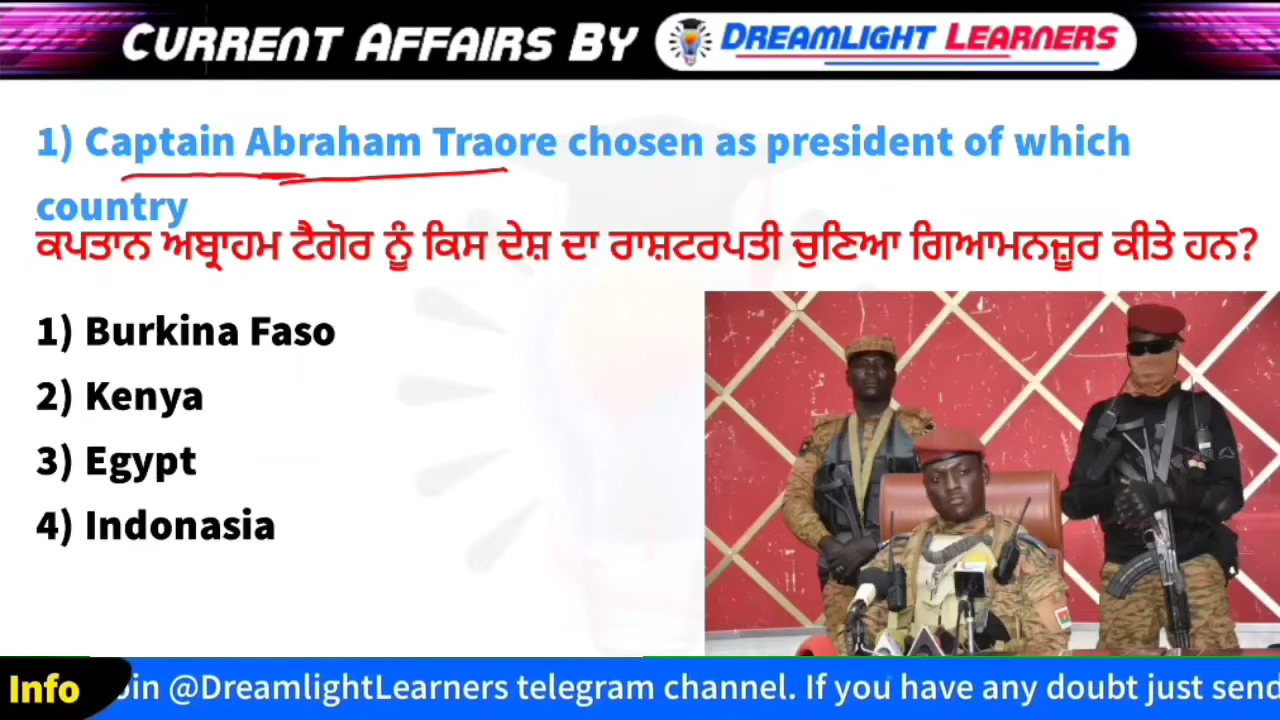 CURRENT AFFAIRS BY DREAMLIGHT LEARNERS
1) Captain Abraham Traore chosen as president of which
country
ਕਪਤਾਨ ਅਬ੍ਰਾਹਮ ਟੈਗੋਰ ਨੂੰ ਕਿਸ ਦੇਸ਼ ਦਾ ਰਾਸ਼ਟਰਪਤੀ ਚੁਣਿਆ ਗਿਆਮਨਜ਼ੂਰ ਕੀਤੇ ਹਨ?
1) Burkina Faso
2) Kenya
3) Egypt
4) Indonasia
Info @DreamlightLearners telegram channel. If you have any doubt just send